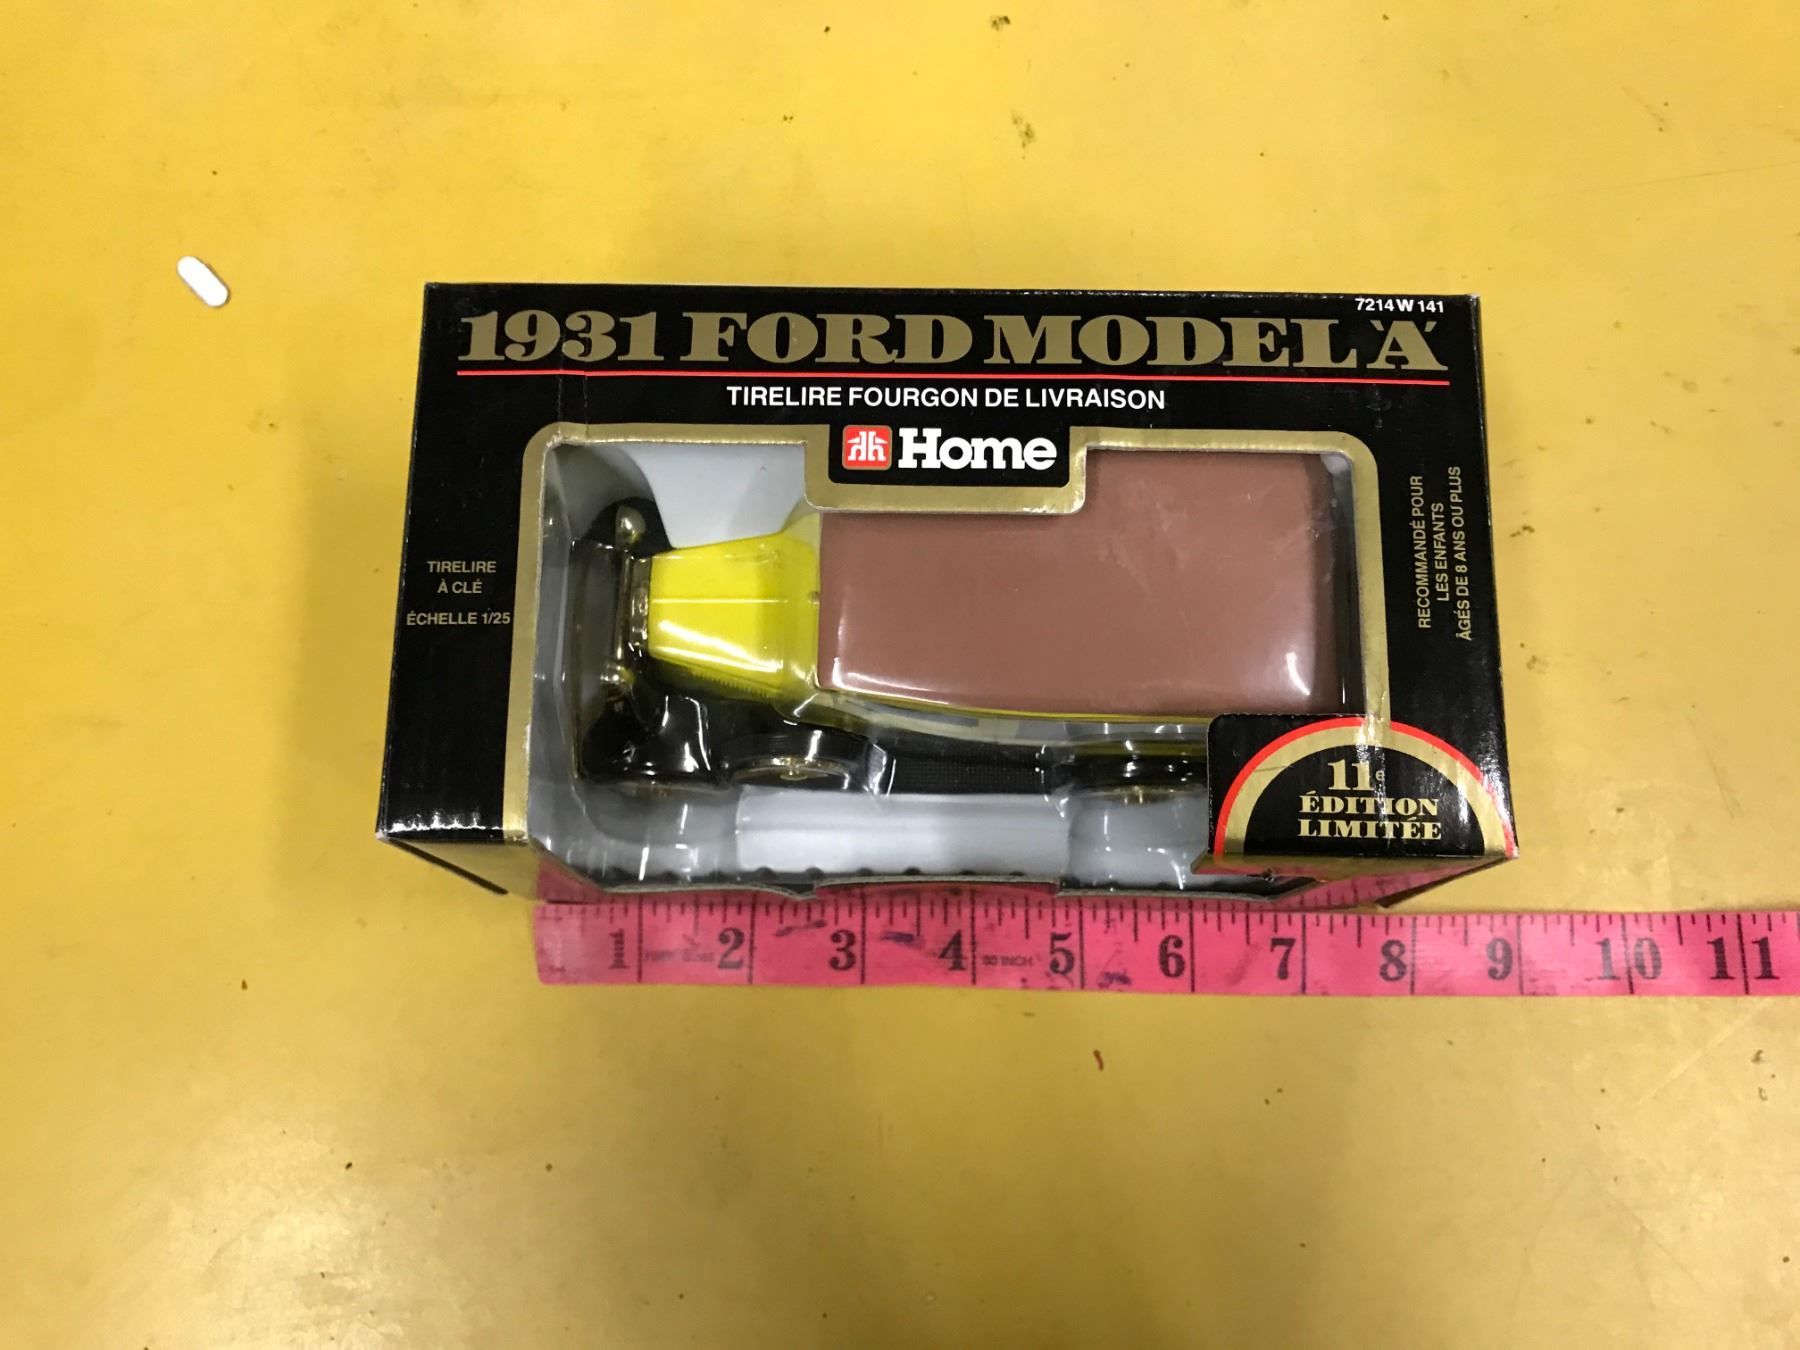 7214 W 141
1931 FORD MODEL 'A'
TIRELIRE FOURGON DE LIVRAISON
Home
TIRELIRE
À CLÉ
ÉCHELLE 1/25
RECOMMANDÉ POUR
LES ENFANTS
ÂGÉS DE 8 ANS OU PLUS
11e
ÉDITION
LIMITÉE
1 2 3 4 60 INCH 5 6 7 8 9 10 11